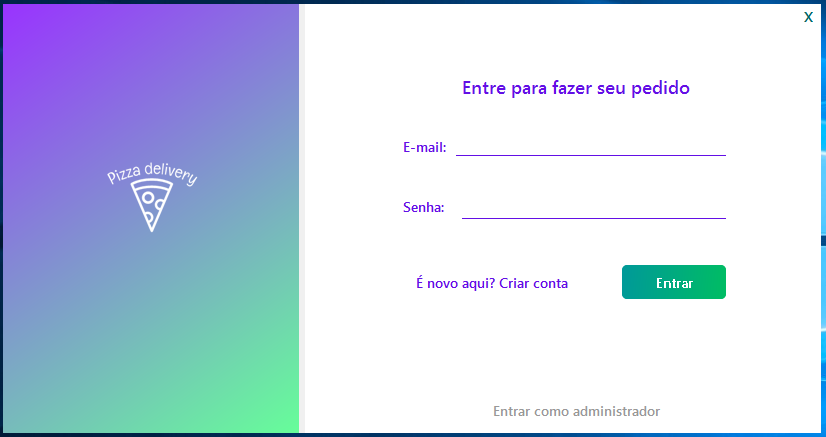 X
Pizza delivery
Entre para fazer seu pedido
E-mail:
Senha:
É novo aqui? Criar conta
Entrar
Entrar como administrador